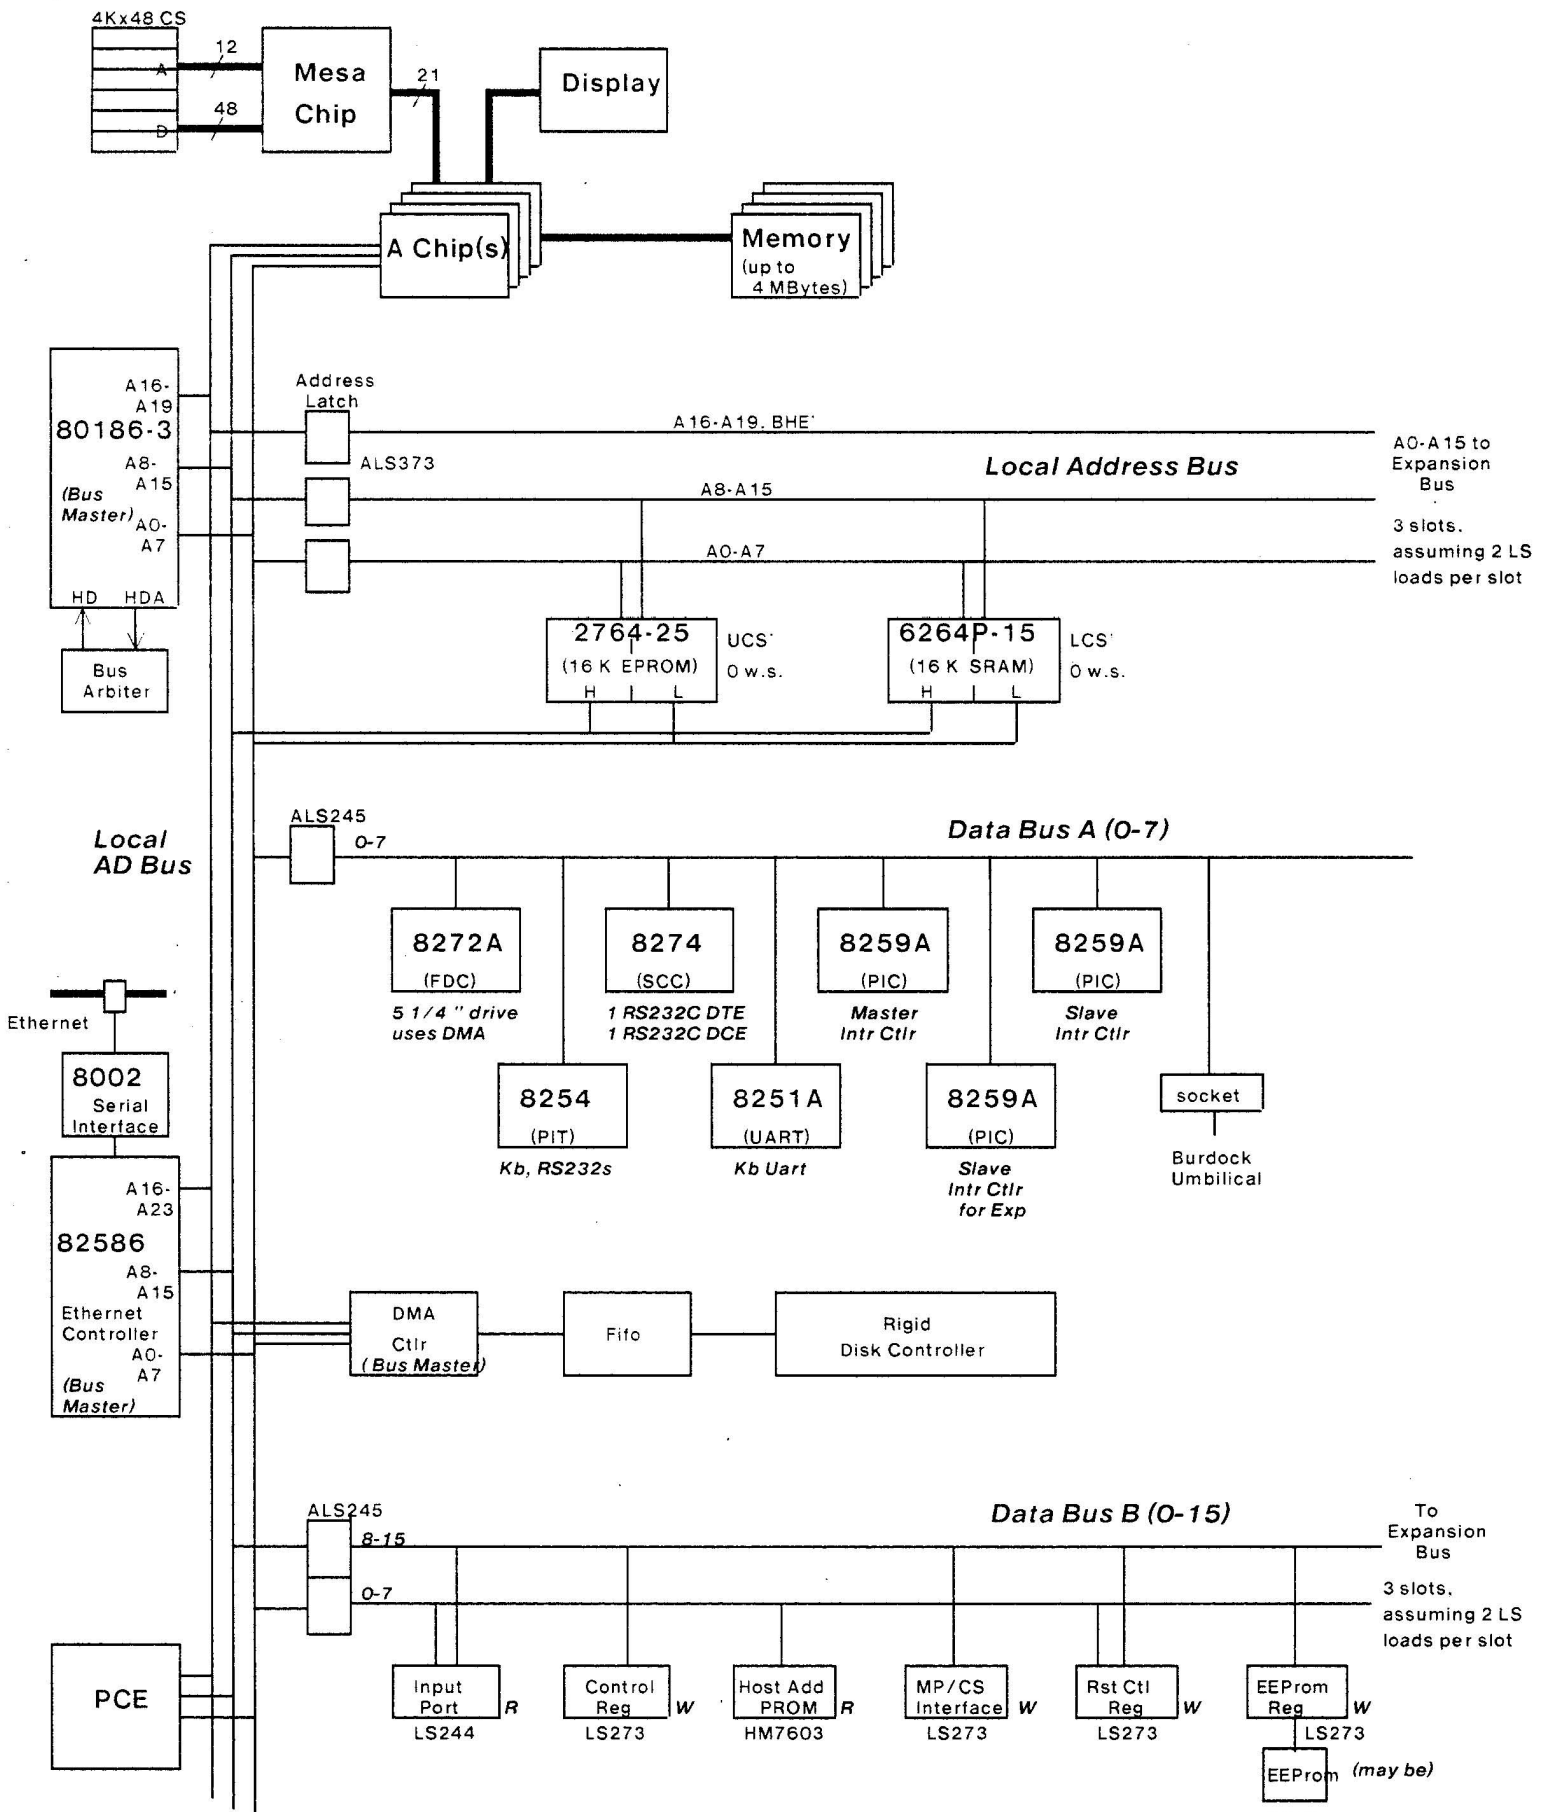 4Kx48 CS
A
12
D
48
Mesa
Chip
21
Display
A Chip(s)
Memory
(up to
4 MBytes)
A16-
A19
80186-3
A8-
A15
(Bus
Master)
A0-
A7
HD HDA
Bus
Arbiter
Address
Latch
ALS373
A16-A19. BHE'
Local Address Bus
A8-A15
A0-A7
A0-A15 to
Expansion
Bus
3 slots.
assuming 2 LS
loads per slot
2764-25
(16 K EPROM)
H L
UCS'
0 w.s.
6264P-15
(16 K SRAM)
H L
LCS'
0 w.s.
Local
AD Bus
ALS245
0-7
Data Bus A (0-7)
8272A
(FDC)
5 1/4 " drive
uses DMA
8274
(SCC)
1 RS232C DTE
1 RS232C DCE
8259A
(PIC)
Master
Intr Ctlr
8259A
(PIC)
Slave
Intr Ctlr
8254
(PIT)
Kb, RS232s
8251A
(UART)
Kb Uart
8259A
(PIC)
Slave
Intr Ctlr
for Exp
socket
Burdock
Umbilical
Ethernet
8002
Serial
Interface
A16-
A23
82586
A8-
A15
Ethernet
Controller
A0-
A7
(Bus
Master)
DMA
Ctlr
(Bus Master)
Fifo
Rigid
Disk Controller
ALS245
8-15
0-7
Data Bus B (0-15)
To
Expansion
Bus
3 slots.
assuming 2 LS
loads per slot
PCE
Input
Port
R
LS244
Control
Reg
W
LS273
Host Add
PROM
R
HM7603
MP/CS
Interface
W
LS273
Rst Ctl
Reg
W
LS273
EEProm
Reg
W
LS273
EEProm
(may be)